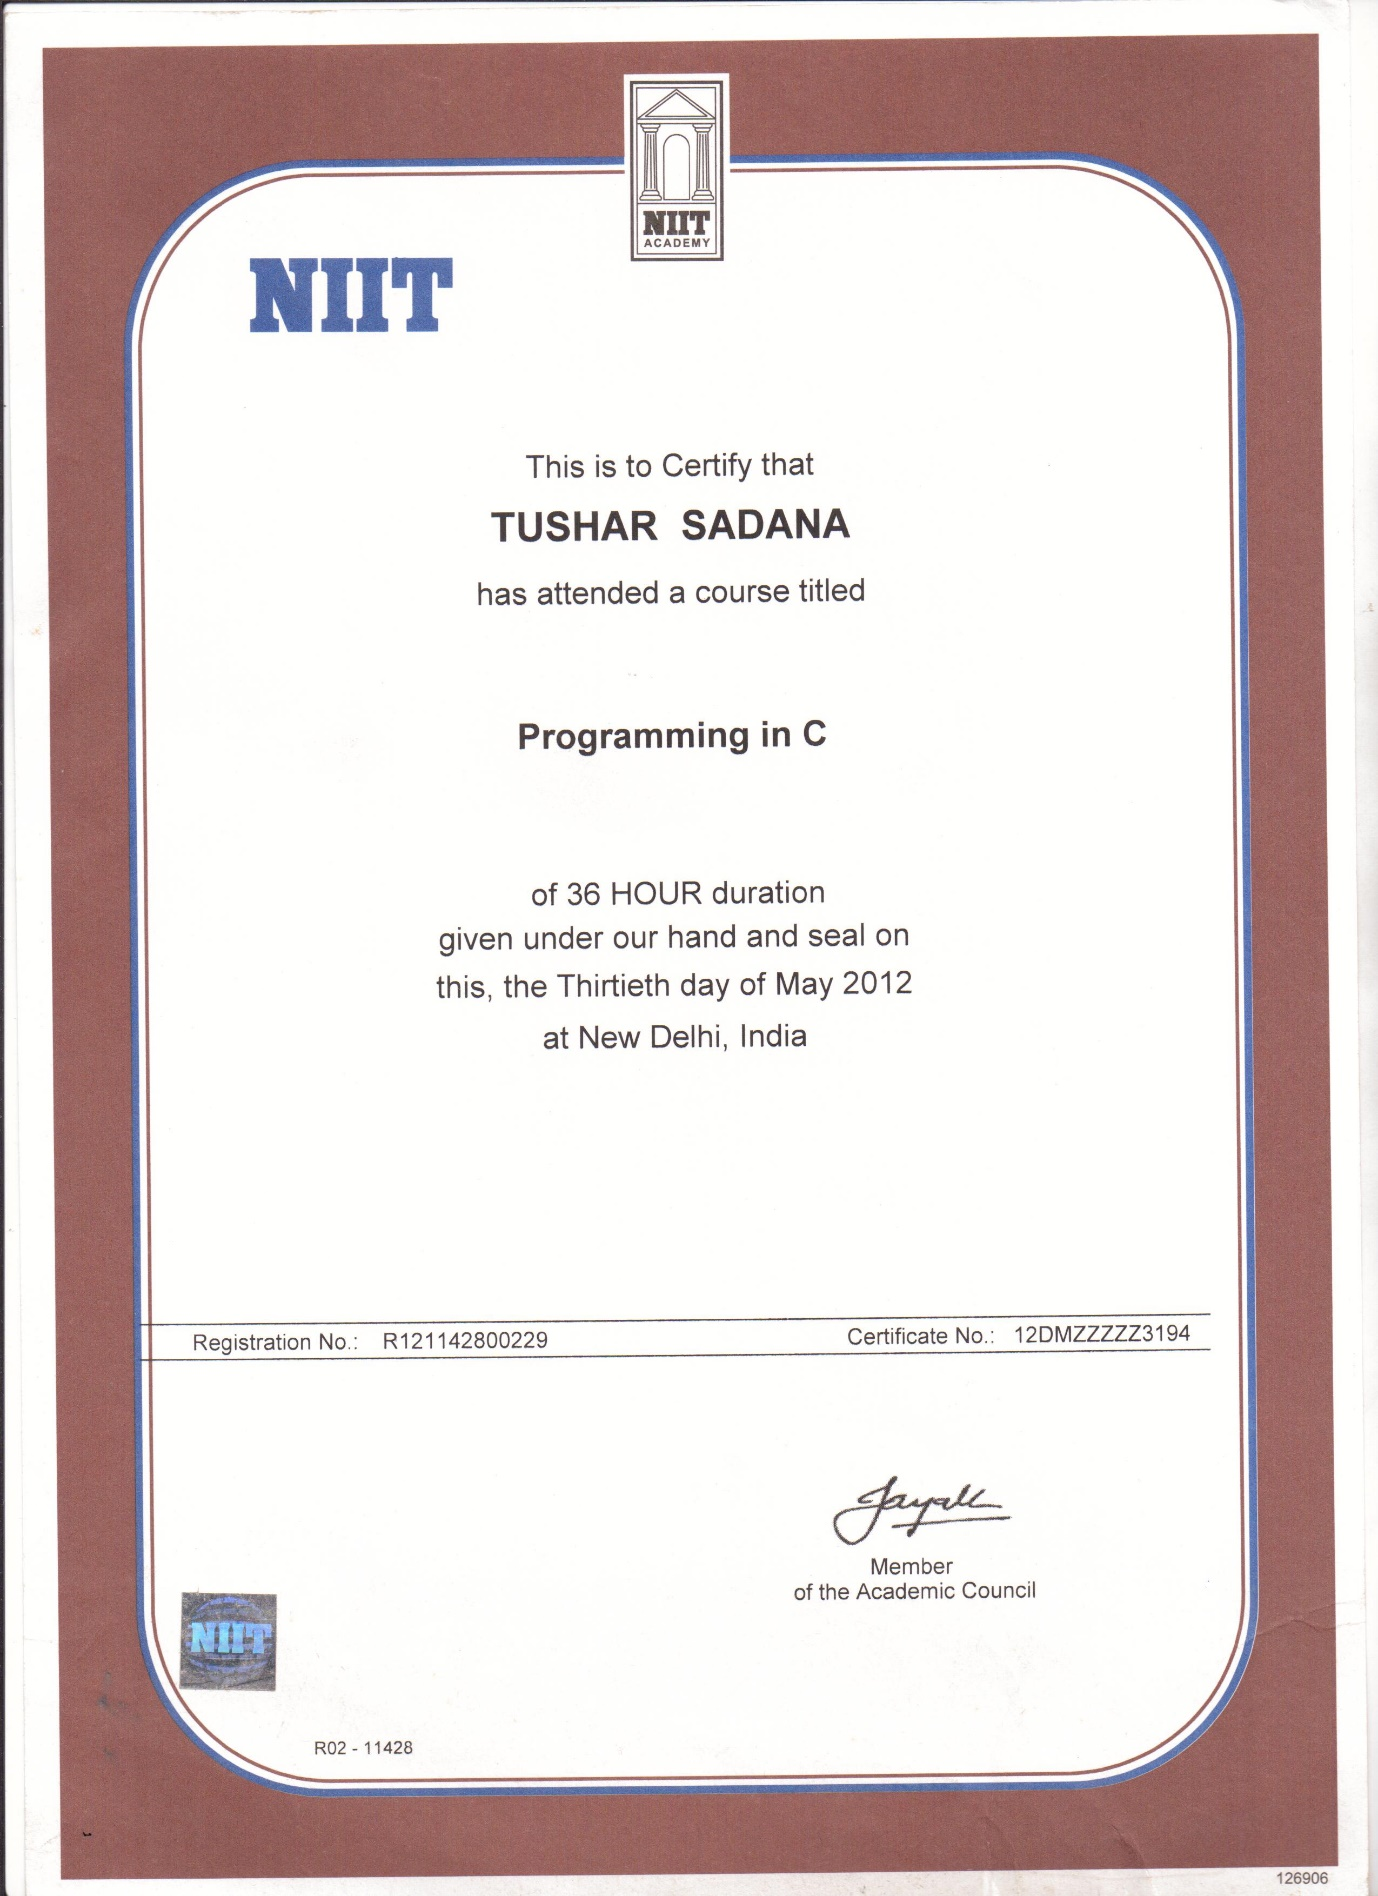 NIIT
ACADEMY
NIIT
This is to Certify that
TUSHAR SADANA
has attended a course titled
Programming in C
of 36 HOUR duration
given under our hand and seal on
this, the Thirtieth day of May 2012
at New Delhi, India
Registration No.: R121142800229 Certificate No.: 12DMZZZZZ3194
Member
of the Academic Council
NIIT
R02 - 11428
126906